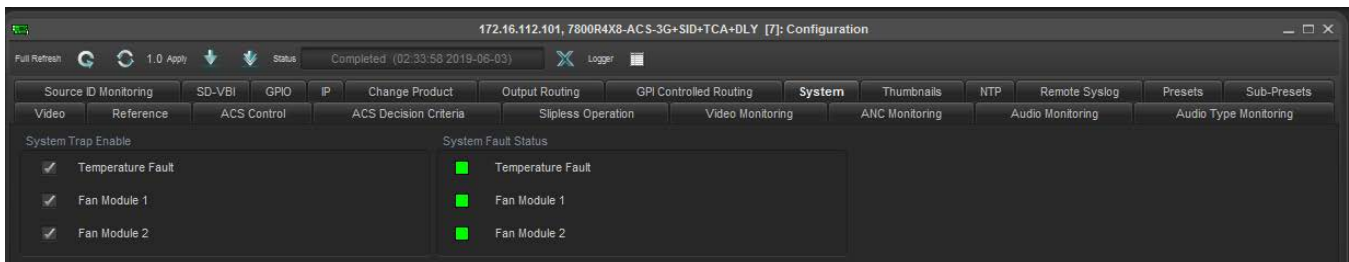 172.16.112.101, 7800R4X8-ACS-3G+SID+TCA+DLY [7]: Configuration
Full Refresh 1.0 Apply Status Completed (02:33:58 2019-06-03) Logger
Source ID Monitoring SD-VBI GPIO IP Change Product Output Routing GPI Controlled Routing System Thumbnails NTP Remote Syslog Presets Sub-Presets
Video Reference ACS Control ACS Decision Criteria Slipless Operation Video Monitoring ANC Monitoring Audio Monitoring Audio Type Monitoring
System Trap Enable System Fault Status
Temperature Fault Temperature Fault
Fan Module 1 Fan Module 1
Fan Module 2 Fan Module 2